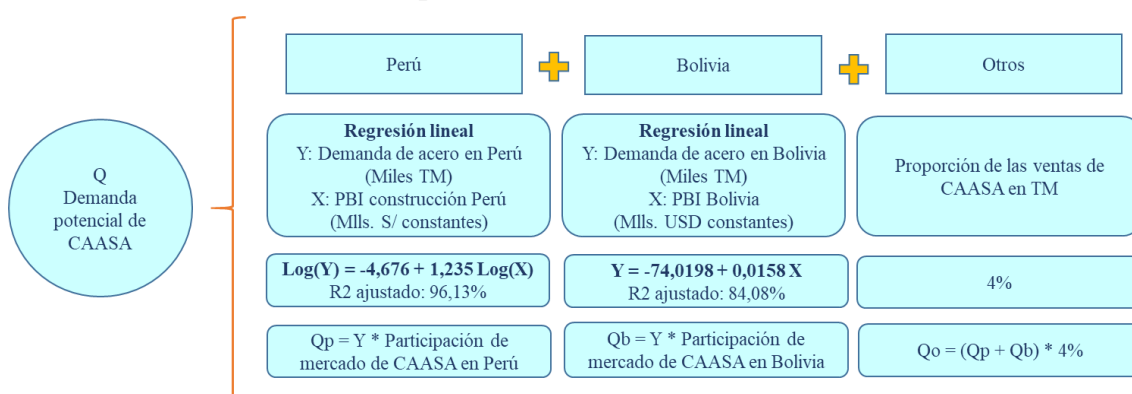 Q
Demanda
potencial de
CAASA
Perú
Bolivia
Otros
Regresión lineal
Y: Demanda de acero en Perú
(Miles TM)
X: PBI construcción Perú
(Mlls. S/ constantes)
Regresión lineal
Y: Demanda de acero en Bolivia
(Miles TM)
X: PBI Bolivia
(Mlls. USD constantes)
Proporción de las ventas de
CAASA en TM
Log(Y) = -4,676 + 1,235 Log(X)
R2 ajustado: 96,13%
Y = -74,0198 + 0,0158 X
R2 ajustado: 84,08%
4%
Qp = Y * Participación de
mercado de CAASA en Perú
Qb = Y * Participación de
mercado de CAASA en Bolivia
Qo = (Qp + Qb) * 4%